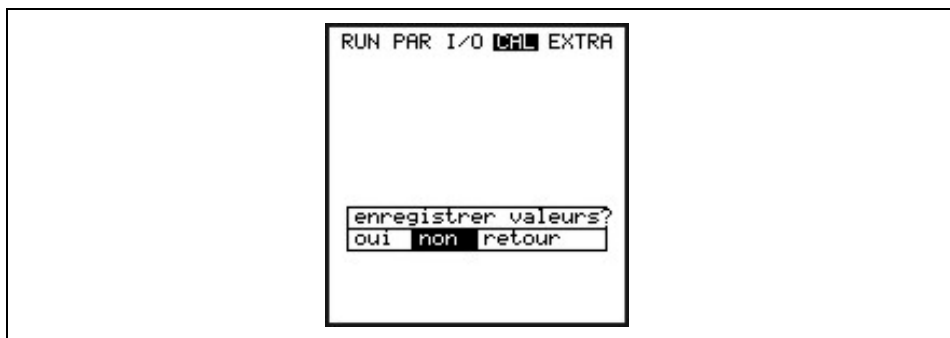 RUN PAR I/O CAL EXTRA
enregistrer valeurs?
oui non retour